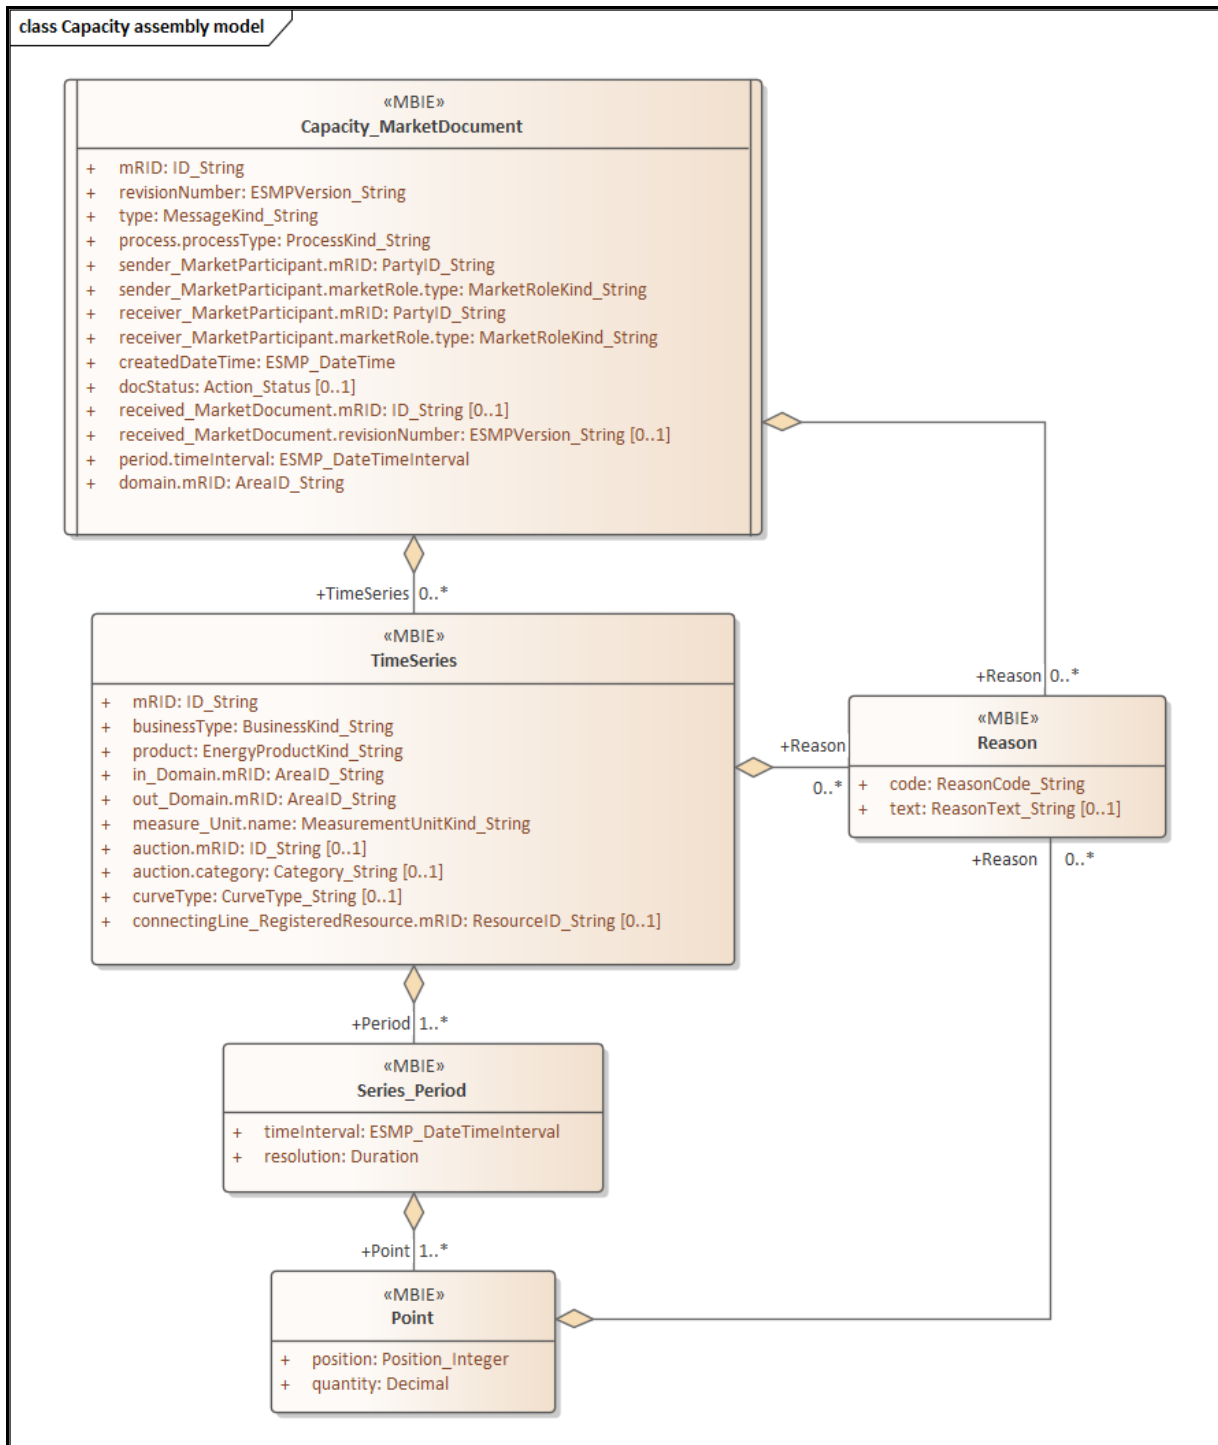 class Capacity assembly model
«MBIE»
Capacity_MarketDocument
+ mRID: ID_String
+ revisionNumber: ESMPVersion_String
+ type: MessageKind_String
+ process.processType: ProcessKind_String
+ sender_MarketParticipant.mRID: PartyID_String
+ sender_MarketParticipant.marketRole.type: MarketRoleKind_String
+ receiver_MarketParticipant.mRID: PartyID_String
+ receiver_MarketParticipant.marketRole.type: MarketRoleKind_String
+ createdDateTime: ESMP_DateTime
+ docStatus: Action_Status [0..1]
+ received_MarketDocument.mRID: ID_String [0..1]
+ received_MarketDocument.revisionNumber: ESMPVersion_String [0..1]
+ period.timeInterval: ESMP_DateTimeInterval
+ domain.mRID: AreaID_String
+TimeSeries 0..*
«MBIE»
TimeSeries
+ mRID: ID_String
+ businessType: BusinessKind_String
+ product: EnergyProductKind_String
+ in_Domain.mRID: AreaID_String
+ out_Domain.mRID: AreaID_String
+ measure_Unit.name: MeasurementUnitKind_String
+ auction.mRID: ID_String [0..1]
+ auction.category: Category_String [0..1]
+ curveType: CurveType_String [0..1]
+ connectingLine_RegisteredResource.mRID: ResourceID_String [0..1]
+Reason 0..*
+Reason
0..*
«MBIE»
Reason
+ code: ReasonCode_String
+ text: ReasonText_String [0..1]
+Reason 0..*
+Period 1..*
«MBIE»
Series_Period
+ timeInterval: ESMP_DateTimeInterval
+ resolution: Duration
+Point 1..*
«MBIE»
Point
+ position: Position_Integer
+ quantity: Decimal